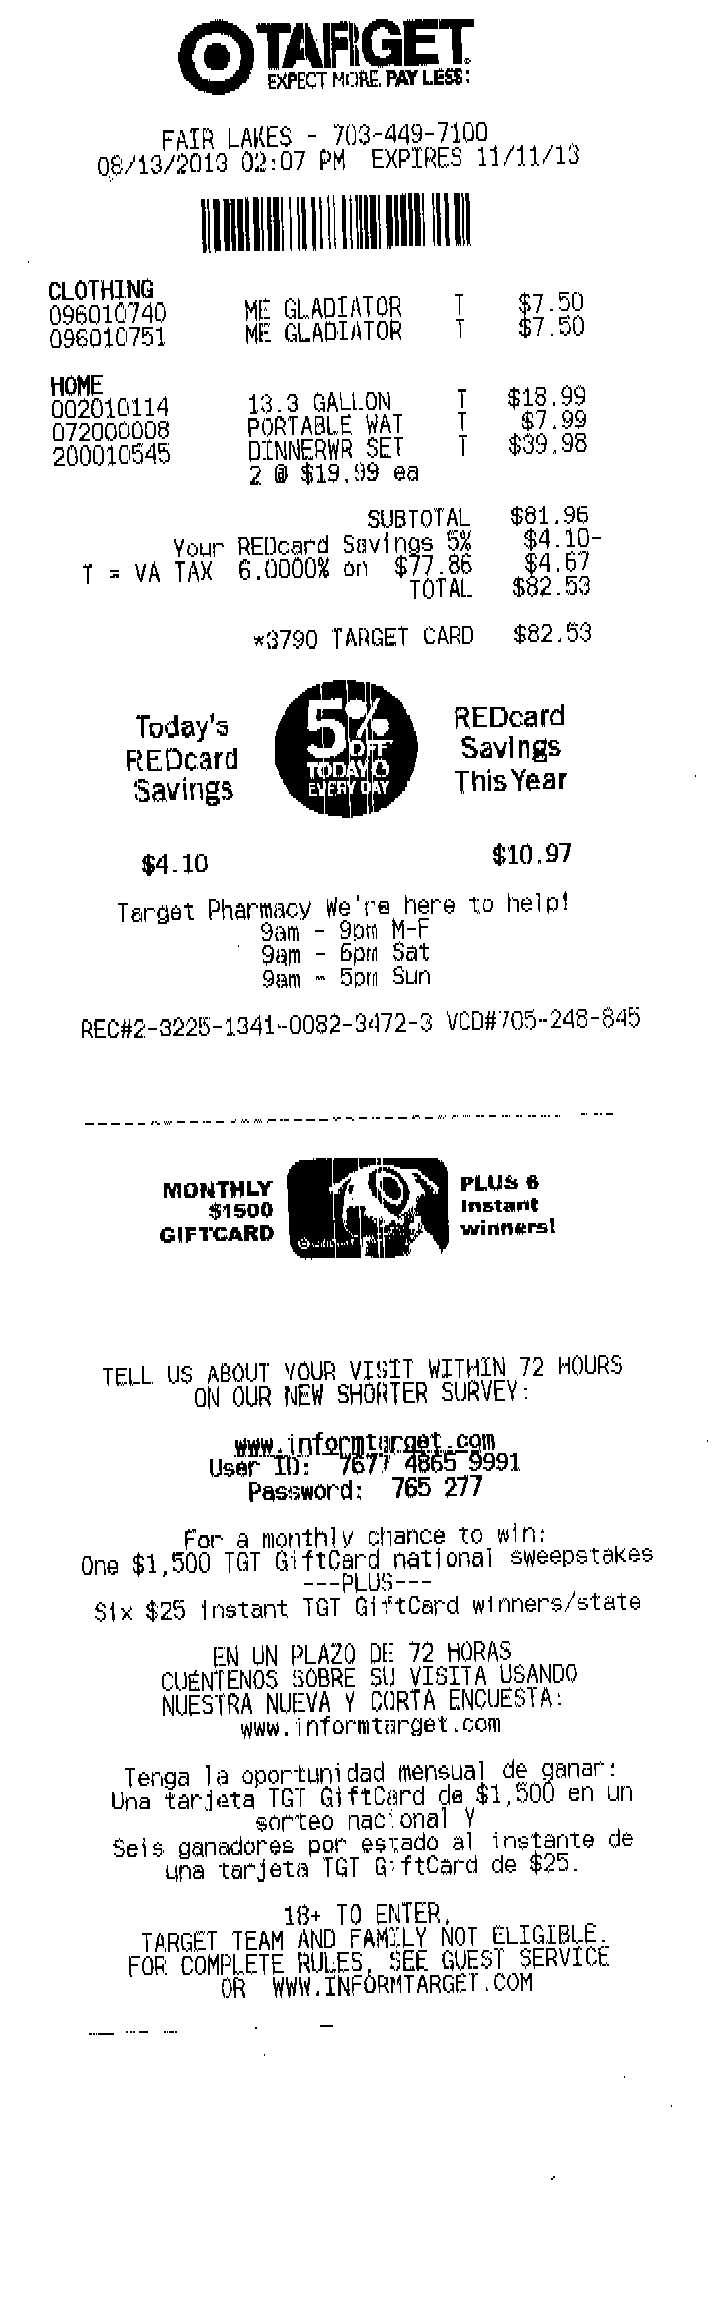 TARGET
EXPECT MORE. PAY LESS.
FAIR LAKES - 703-449-7100
08/13/2013 02:07 PM EXPIRES 11/11/13
CLOTHING
096010740 ME GLADIATOR T $7.50
096010751 ME GLADIATOR T $7.50
HOME
002010114 13.3 GALLON T $18.99
072000008 PORTABLE WAT T $7.99
200010545 DINNERWR SET T $39.98
2 @ $19.99 ea
SUBTOTAL $81.96
Your REDcard Savings 5% $4.10-
T = VA TAX 6.0000% on $77.86 $4.67
TOTAL $82.53
*3790 TARGET CARD $82.53
Today's REDcard Savings
5% OFF TODAY & EVERY DAY
REDcard Savings This Year
$4.10 $10.97
Target Pharmacy We're here to help!
9am - 9pm M-F
9am - 6pm Sat
9am - 5pm Sun
REC#2-3225-1341-0082-3472-3 VCD#705-248-845
MONTHLY $1500 GIFTCARD
PLUS 6 Instant winners!
TELL US ABOUT YOUR VISIT WITHIN 72 HOURS
ON OUR NEW SHORTER SURVEY:
www.informtarget.com
User ID: 7677 4865 9991
Password: 765 277
For a monthly chance to win:
One $1,500 TGT GiftCard national sweepstakes
---PLUS---
Six $25 instant TGT GiftCard winners/state
EN UN PLAZO DE 72 HORAS
CUÉNTENOS SOBRE SU VISITA USANDO
NUESTRA NUEVA Y CORTA ENCUESTA:
www.informtarget.com
Tenga la oportunidad mensual de ganar:
Una tarjeta TGT GiftCard de $1,500 en un
sorteo nacional Y
Seis ganadores por estado al instante de
una tarjeta TGT GiftCard de $25.
18+ TO ENTER.
TARGET TEAM AND FAMILY NOT ELIGIBLE.
FOR COMPLETE RULES, SEE GUEST SERVICE
OR WWW.INFORMTARGET.COM